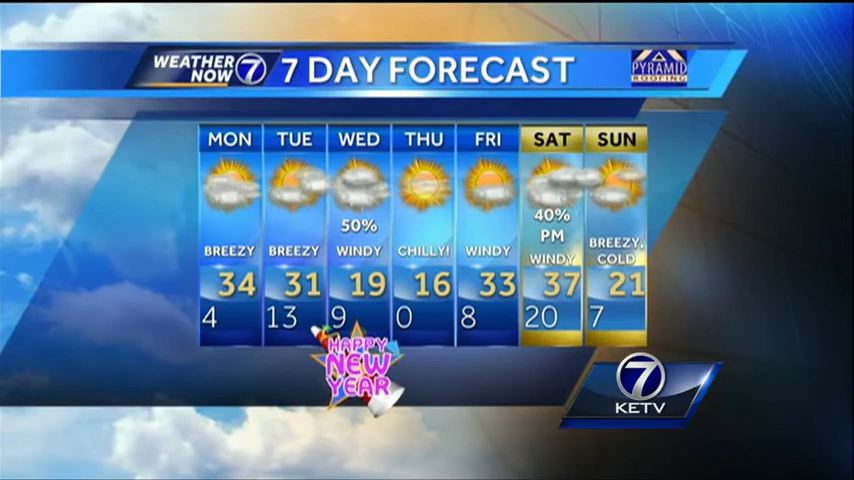 WEATHER NOW 7
7 DAY FORECAST
PYRAMID
ROOFING
MON TUE WED THU FRI SAT SUN
50% 40% PM
BREEZY BREEZY WINDY CHILLY! WINDY WINDY BREEZY, COLD
34 31 19 16 33 37 21
4 13 9 0 8 20 7
HAPPY
NEW
YEAR
7
KETV